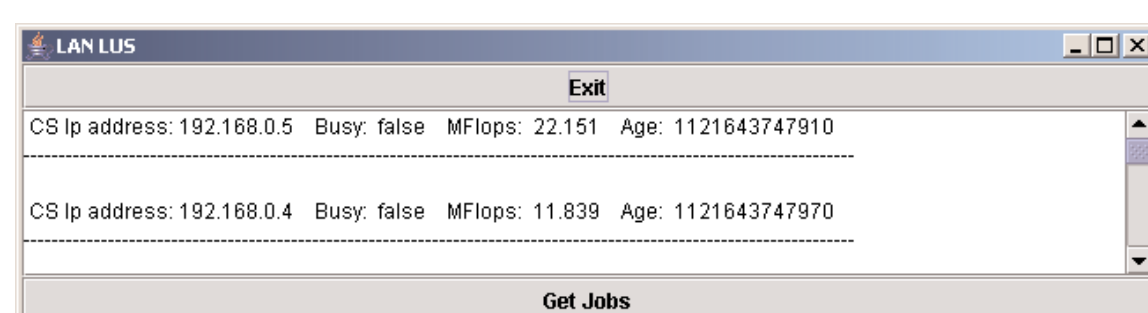 LAN LUS
Exit
CS Ip address: 192.168.0.5 Busy: false MFlops: 22.151 Age: 1121643747910
--------------------------------------------------------------------------------
CS Ip address: 192.168.0.4 Busy: false MFlops: 11.839 Age: 1121643747970
--------------------------------------------------------------------------------
Get Jobs